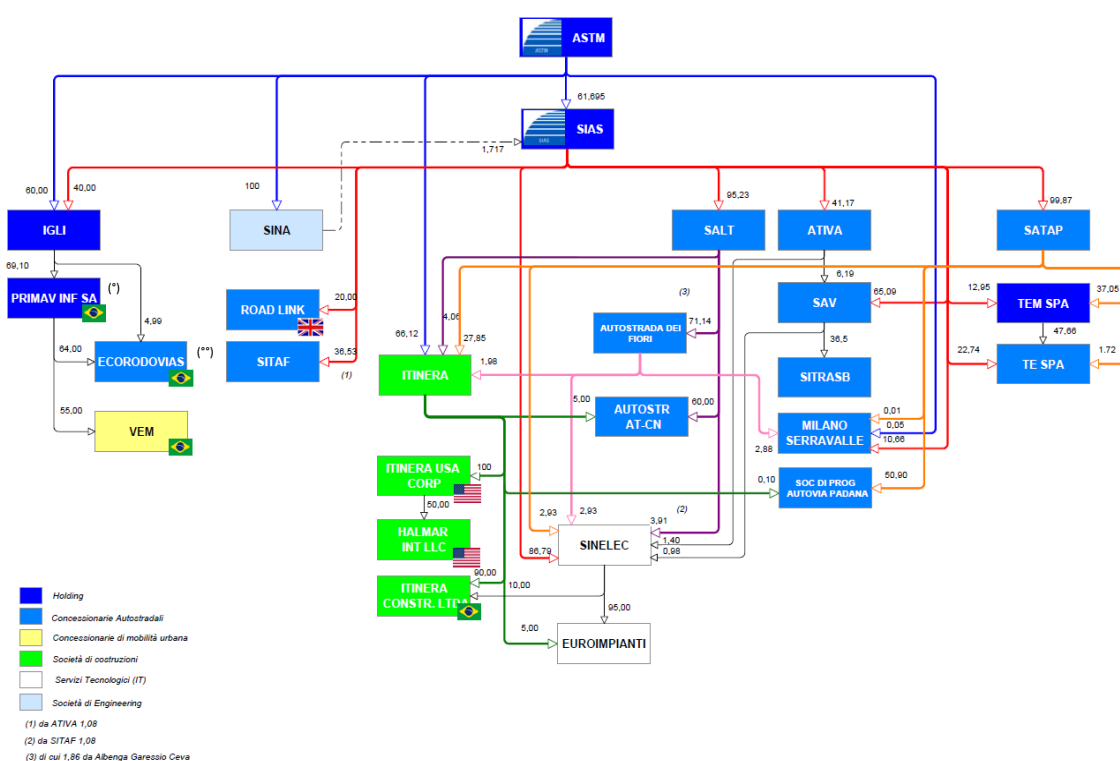 ASTM
ASTM
61,695
SIAS
SIAS
1,717
60,00
40,00
100
95,23
41,17
99,87
IGLI
SINA
SALT
ATIVA
SATAP
69,10
6,19
PRIMAV INF SA
(°)
4,99
ROAD LINK
20,00
4,06
(3)
71,14
SAV
65,09
12,95
TEM SPA
37,05
66,12
27,85
AUTOSTRADA DEI
FIORI
64,00
ECORODOVIAS
(°°)
SITAF
36,53
(1)
ITINERA
1,98
36,5
SITRASB
47,66
22,74
TE SPA
1.72
55,00
VEM
5,00
AUTOSTR
AT-CN
60,00
0,01
MILANO
SERRAVALLE
0,05
10,66
2,88
ITINERA USA
CORP
100
0,10
SOC DI PROG
AUTOVIA PADANA
50,90
50,00
HALMAR
INT LLC
2,93
2,93
(2)
3,91
SINELEC
1,40
0,98
86,79
90,00
ITINERA
CONSTR. LTDA
10,00
95,00
5,00
EUROIMPIANTI
Holding
Concessionarie Autostradali
Concessionarie di mobilità urbana
Società di costruzioni
Servizi Tecnologici (IT)
Società di Engineering
(1) da ATIVA 1,08
(2) da SITAF 1,08
(3) di cui 1,86 da Albenga Garessio Ceva